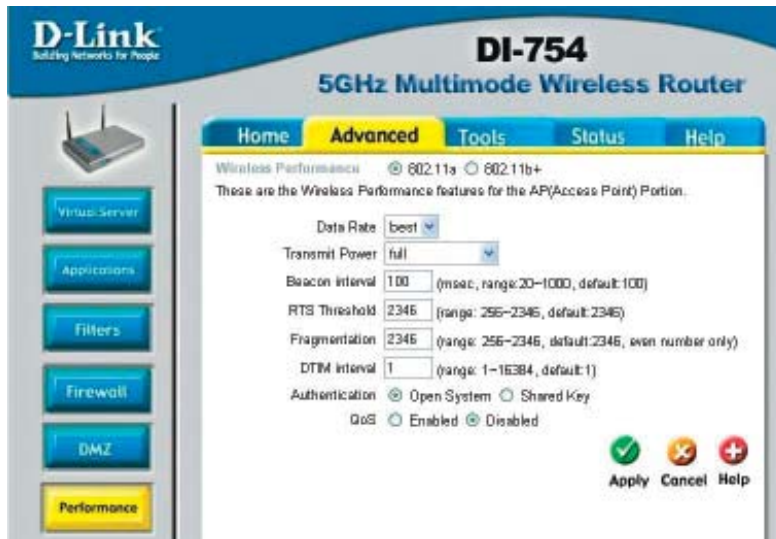 D-Link
Building Networks for People
DI-754
5GHz Multimode Wireless Router
Home Advanced Tools Status Help
Virtual Server
Applications
Filters
Firewall
DMZ
Performance
Wireless Performance 802.11a 802.11b+
These are the Wireless Performance features for the AP(Access Point) Portion.
Data Rate best
Transmit Power full
Beacon interval 100 (msec, range:20~1000, default:100)
RTS Threshold 2346 (range: 256~2346, default:2346)
Fragmentation 2346 (range: 256~2346, default:2346, even number only)
DTIM interval 1 (range: 1~16384, default:1)
Authentication Open System Shared Key
QoS Enabled Disabled
Apply Cancel Help